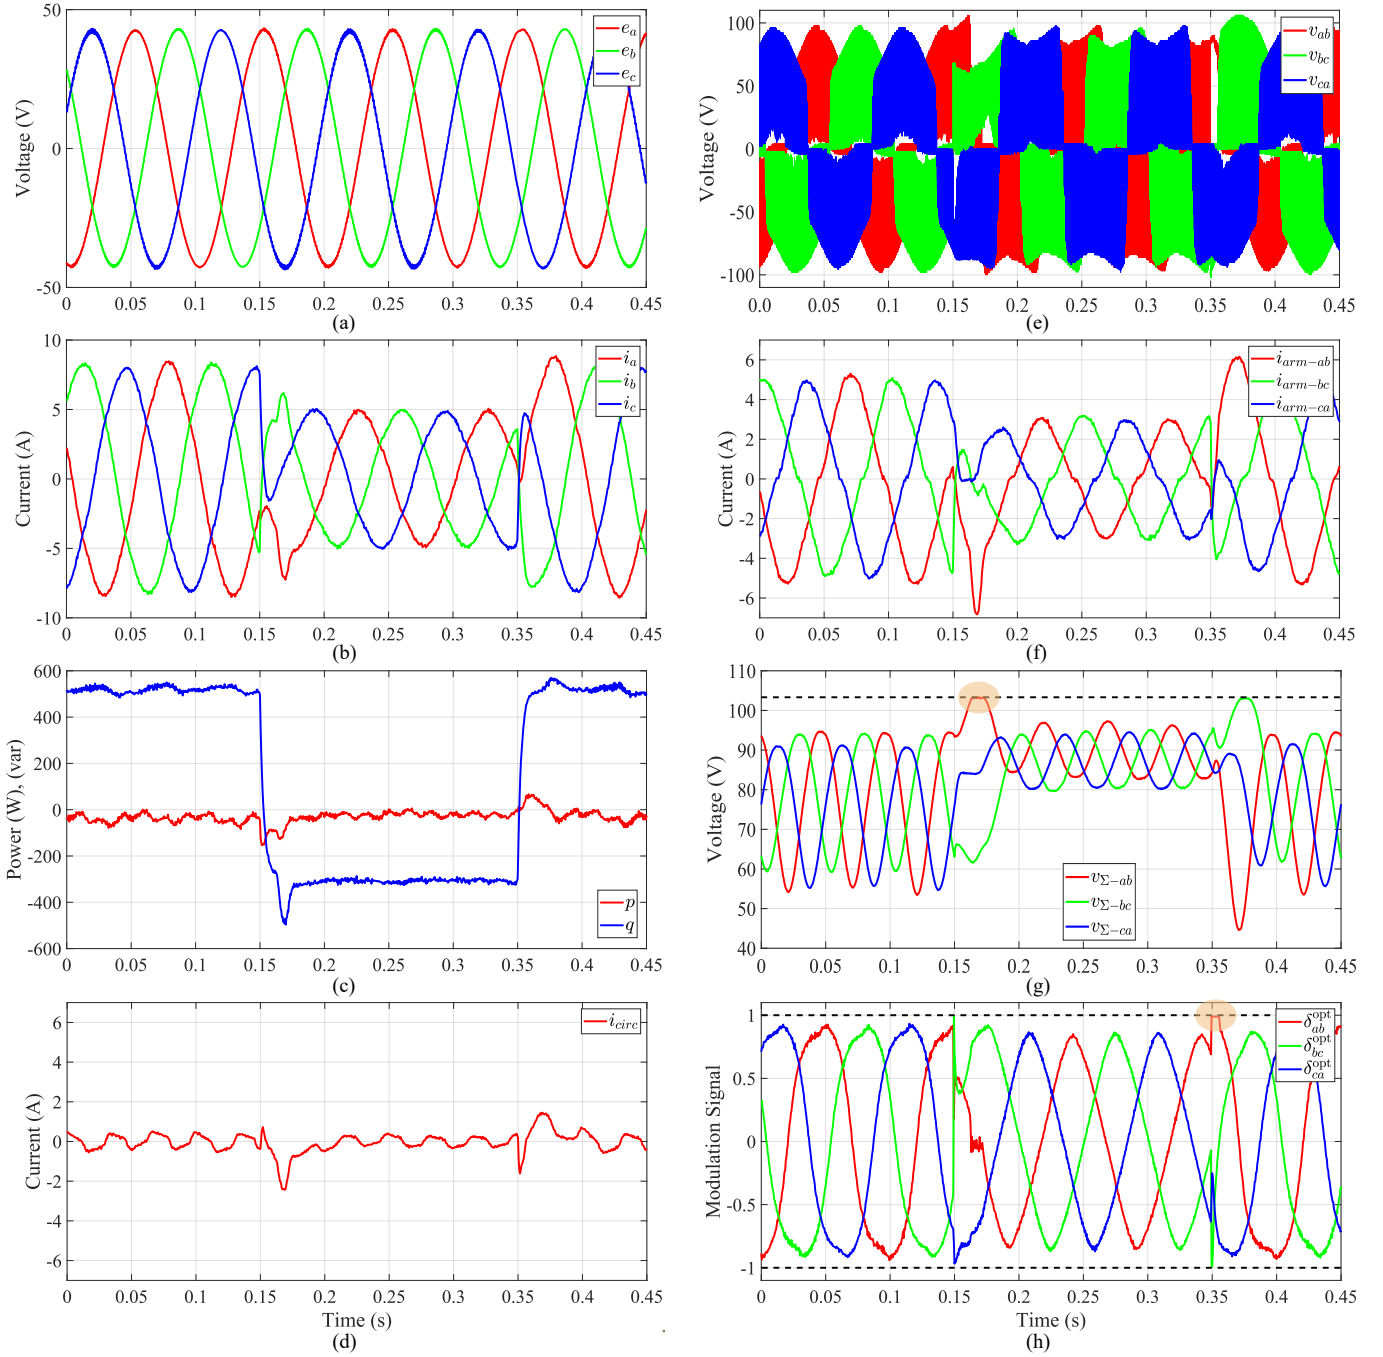 50
0
-50
Voltage (V)
e_a
e_b
e_c
0 0.05 0.1 0.15 0.2 0.25 0.3 0.35 0.4 0.45
(a)
100
50
0
-50
-100
Voltage (V)
v_ab
v_bc
v_ca
0 0.05 0.1 0.15 0.2 0.25 0.3 0.35 0.4 0.45
(e)
10
5
0
-5
-10
Current (A)
i_a
i_b
i_c
0 0.05 0.1 0.15 0.2 0.25 0.3 0.35 0.4 0.45
(b)
6
4
2
0
-2
-4
-6
Current (A)
i_arm−ab
i_arm−bc
i_arm−ca
0 0.05 0.1 0.15 0.2 0.25 0.3 0.35 0.4 0.45
(f)
600
400
200
0
-200
-400
-600
Power (W), (var)
p
q
0 0.05 0.1 0.15 0.2 0.25 0.3 0.35 0.4 0.45
(c)
110
100
90
80
70
60
50
40
Voltage (V)
v_Σ−ab
v_Σ−bc
v_Σ−ca
0 0.05 0.1 0.15 0.2 0.25 0.3 0.35 0.4 0.45
(g)
6
4
2
0
-2
-4
-6
Current (A)
i_circ
0 0.05 0.1 0.15 0.2 0.25 0.3 0.35 0.4 0.45
Time (s)
(d)
1
0.5
0
-0.5
-1
Modulation Signal
δ_ab^opt
δ_bc^opt
δ_ca^opt
0 0.05 0.1 0.15 0.2 0.25 0.3 0.35 0.4 0.45
Time (s)
(h)